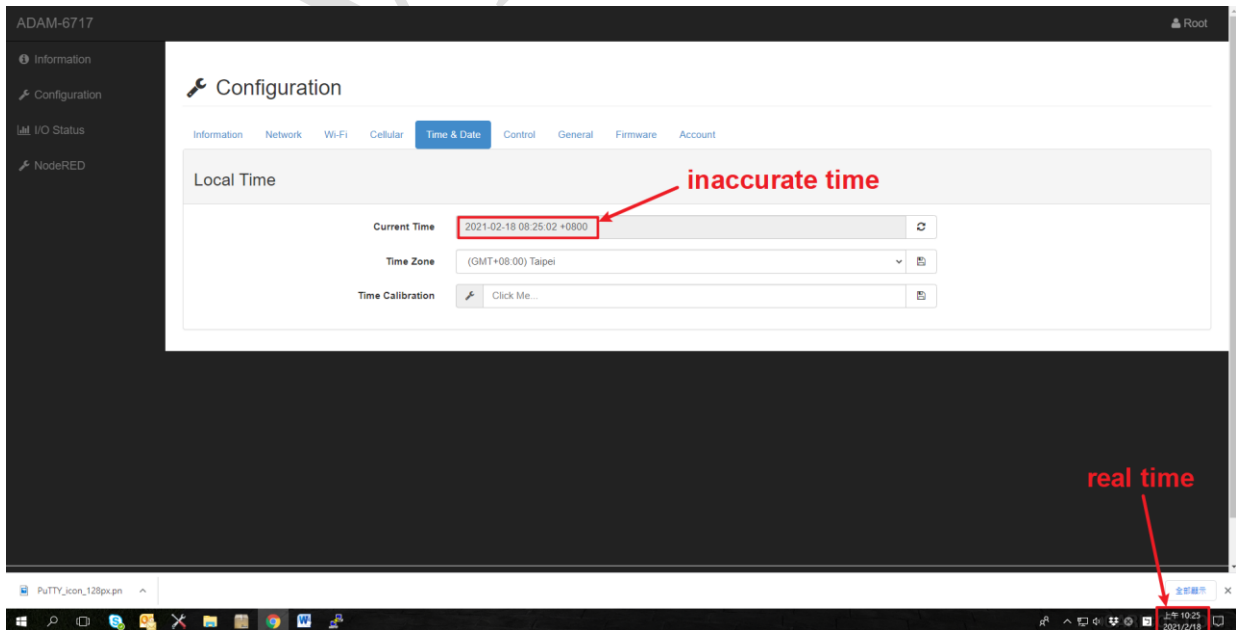 ADAM-6717
Root
Information
Configuration
I/O Status
NodeRED
Configuration
Information Network Wi-Fi Cellular Time & Date Control General Firmware Account
Local Time
inaccurate time
Current Time 2021-02-18 08:25:02 +0800
Time Zone (GMT+08:00) Taipei
Time Calibration Click Me...
real time
PuTTY_icon_128px.pn
全部顯示
上午 10:25
2021/2/18